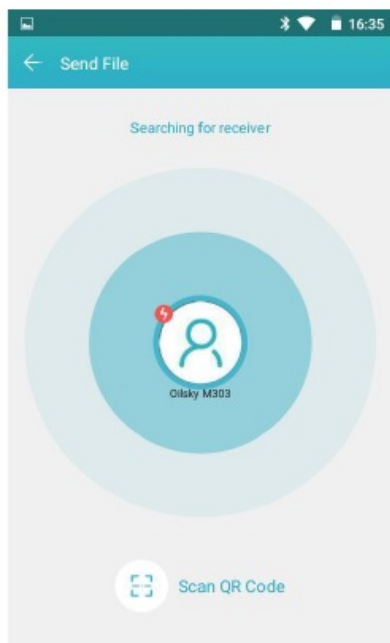 16:35
Send File
Searching for receiver
Oilsky M303
Scan QR Code